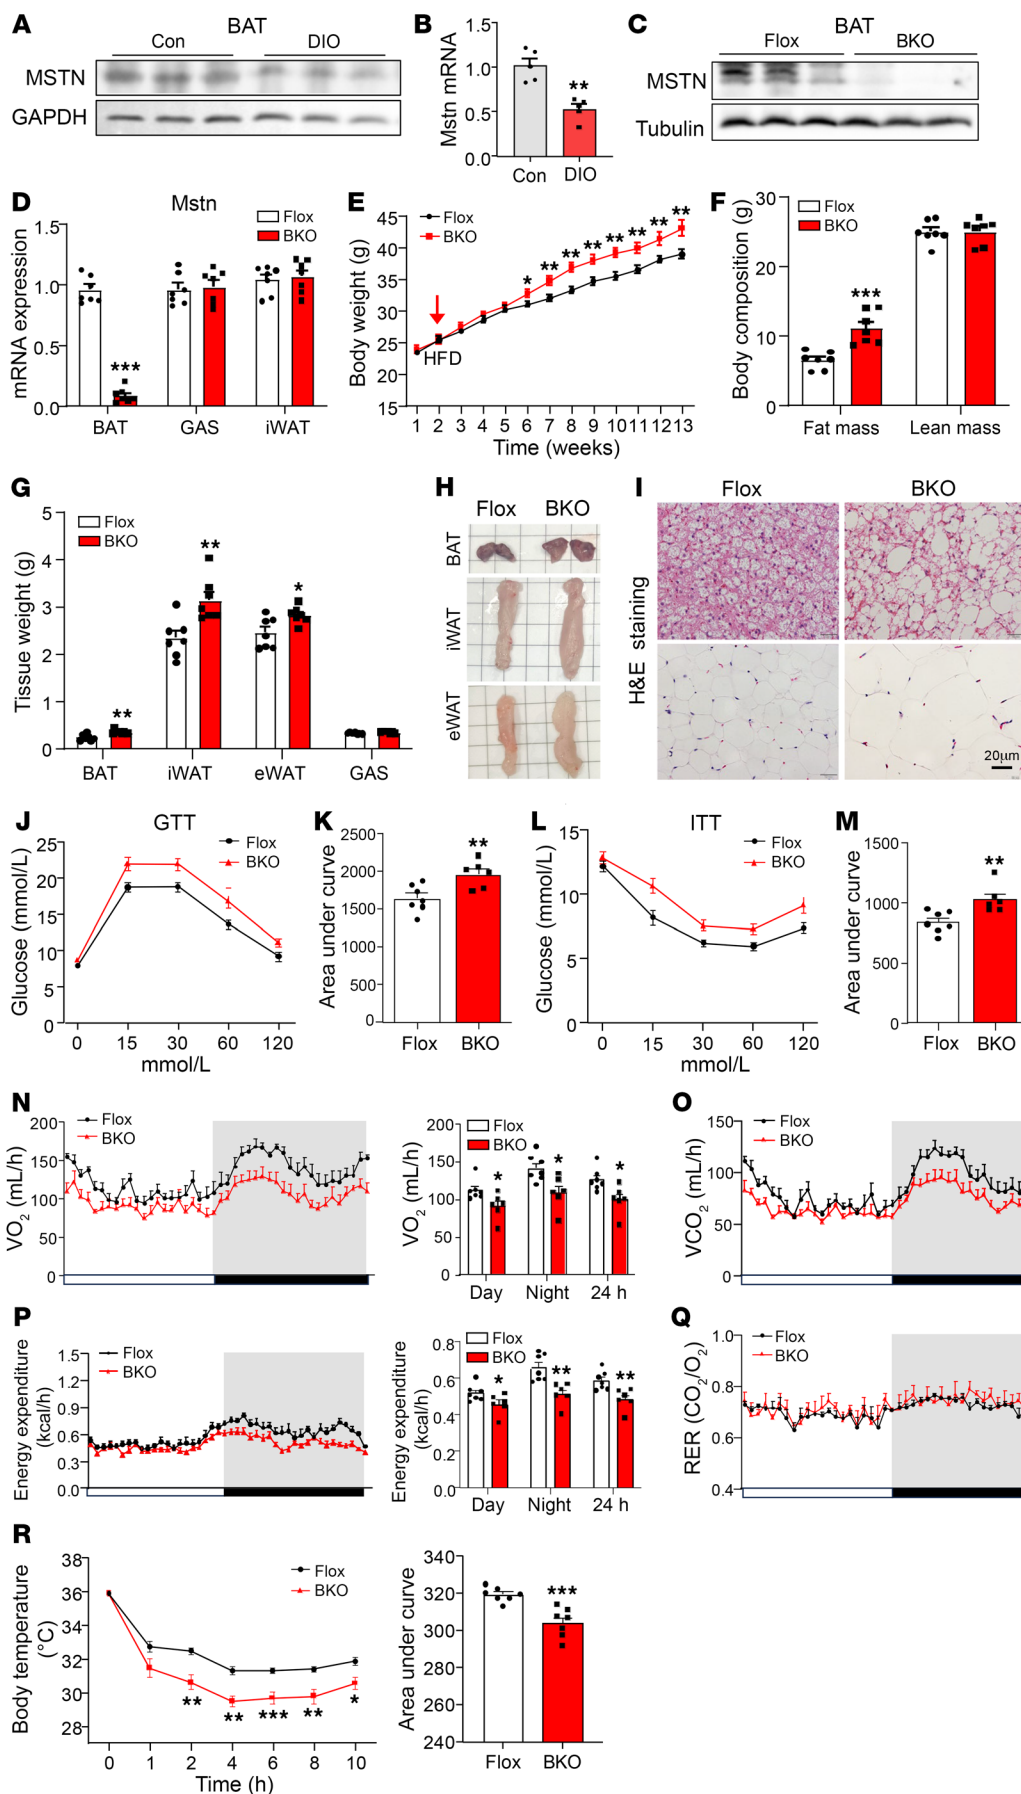 A
BAT
Con DIO
MSTN
GAPDH
B
Mstn mRNA
1.5
1.0
0.5
0.0
**
Con DIO
C
BAT
Flox BKO
MSTN
Tubulin
D
Mstn
Flox
BKO
mRNA expression
1.5
1.0
0.5
0.0
***
BAT GAS iWAT
E
Flox
BKO
Body weight (g)
45
40
35
30
25
15
HFD
* ** ** ** ** ** ** **
1 2 3 4 5 6 7 8 9 10 11 12 13
Time (weeks)
F
Flox
BKO
Body composition (g)
30
20
10
0
***
Fat mass Lean mass
G
Flox
BKO
Tissue weight (g)
5
4
3
2
1
0
** ** *
BAT iWAT eWAT GAS
H
Flox BKO
BAT
iWAT
eWAT
I
Flox BKO
H&E staining
20μm
J
GTT
Flox
BKO
Glucose (mmol/L)
25
20
15
10
5
0
0 15 30 60 120
mmol/L
K
Area under curve
2500
2000
1500
1000
500
0
**
Flox BKO
L
ITT
Flox
BKO
Glucose (mmol/L)
15
10
5
0
0 15 30 60 120
mmol/L
M
Area under curve
1500
1000
500
0
**
Flox BKO
N
Flox
BKO
VO2 (mL/h)
200
150
100
50
0
Flox
BKO
VO2 (mL/h)
200
150
100
50
0
* * *
Day Night 24 h
O
Flox
BKO
VCO2 (mL/h)
150
100
50
0
P
Flox
BKO
Energy expenditure
(kcal/h)
1.5
1.2
0.9
0.6
0.3
0.0
Flox
BKO
Energy expenditure
(kcal/h)
0.8
0.6
0.4
0.2
0.0
* ** **
Day Night 24 h
Q
Flox
BKO
RER (CO2/O2)
1.0
0.8
0.6
0.4
R
Flox
BKO
Body temperature
(°C)
38
36
34
32
30
28
** ** *** ** *
0 1 2 4 6 8 10
Time (h)
Area under curve
340
320
300
280
260
240
***
Flox BKO